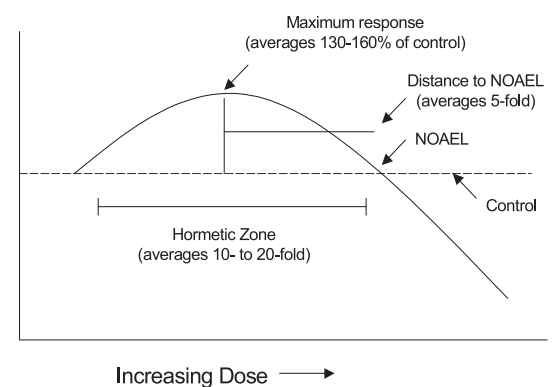 Maximum response
(averages 130-160% of control)
Distance to NOAEL
(averages 5-fold)
NOAEL
Control
Hormetic Zone
(averages 10- to 20-fold)
Increasing Dose